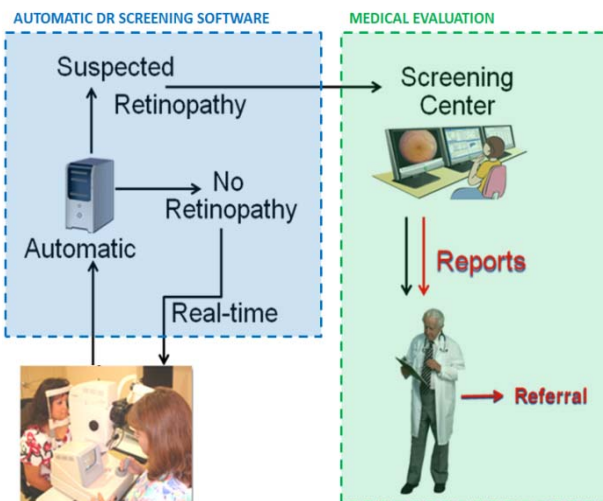 AUTOMATIC DR SCREENING SOFTWARE
MEDICAL EVALUATION
Suspected
Retinopathy
Screening
Center
No
Retinopathy
Automatic
Real-time
Reports
Referral